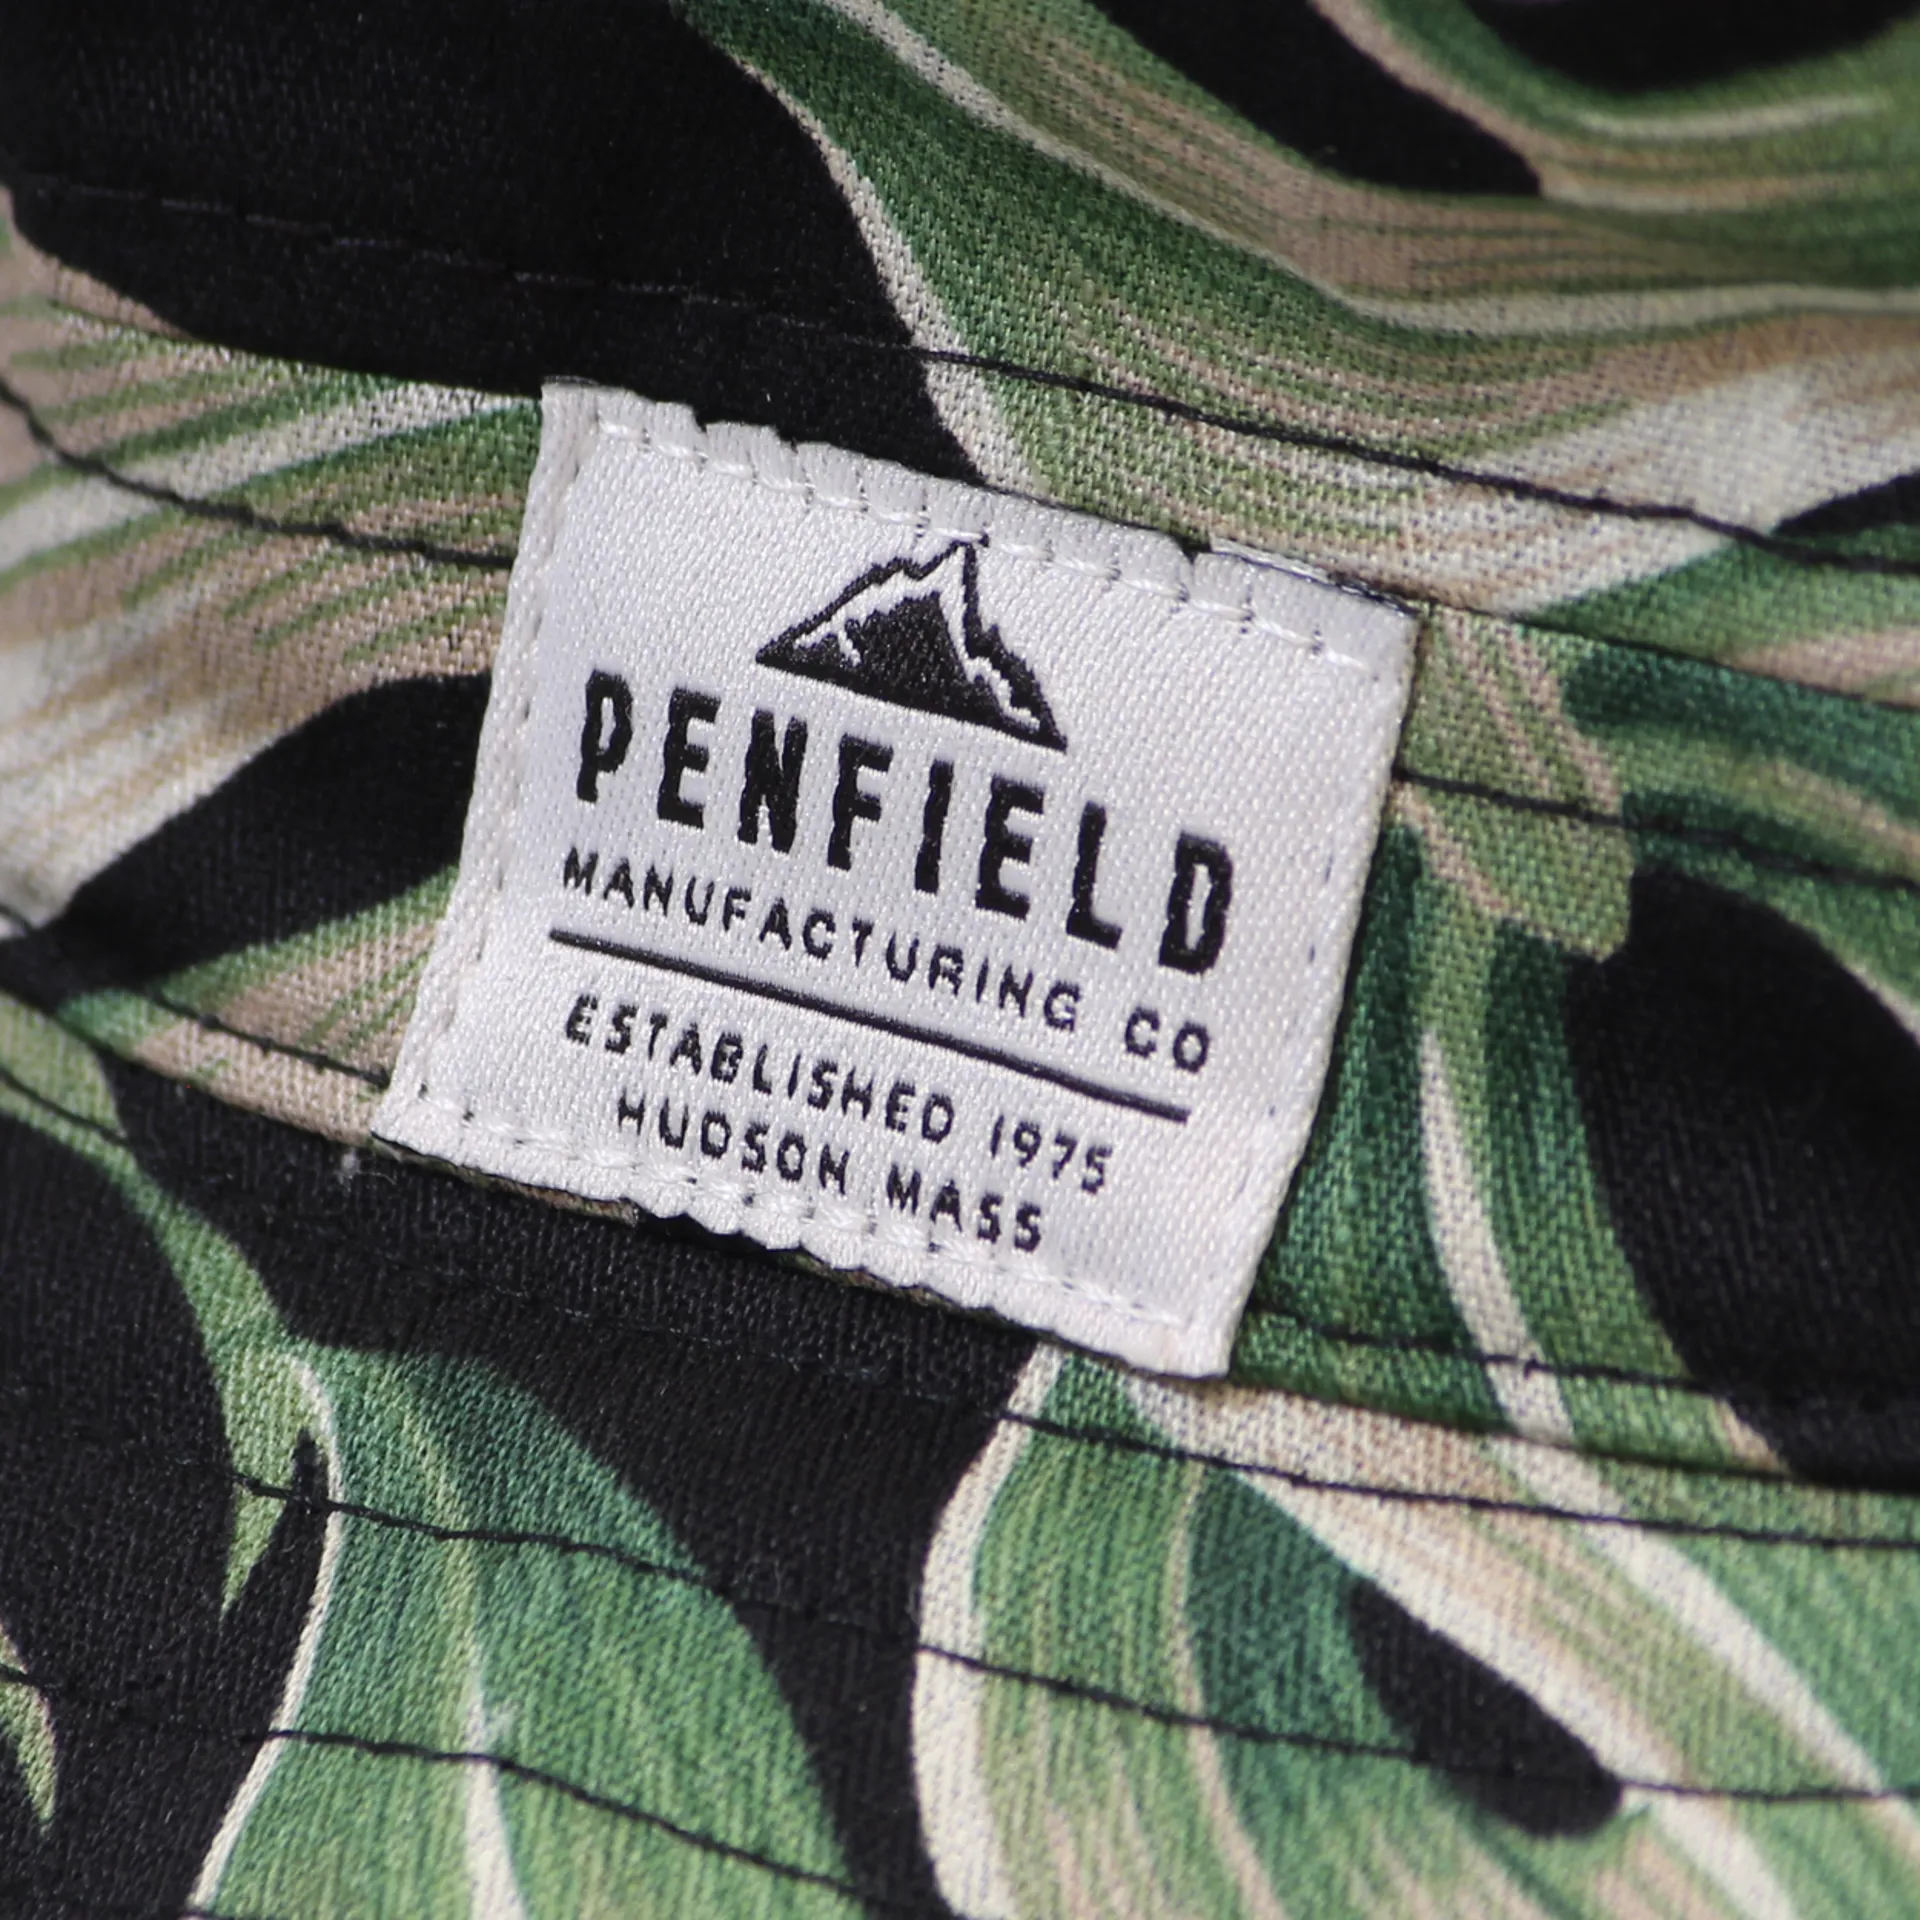 PENFIELD
MANUFACTURING CO
ESTABLISHED 1975
HUDSON MASS